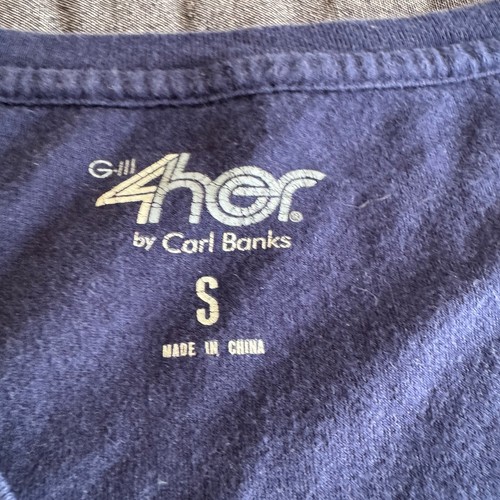 G-III
4her®
by Carl Banks
S
MADE IN CHINA